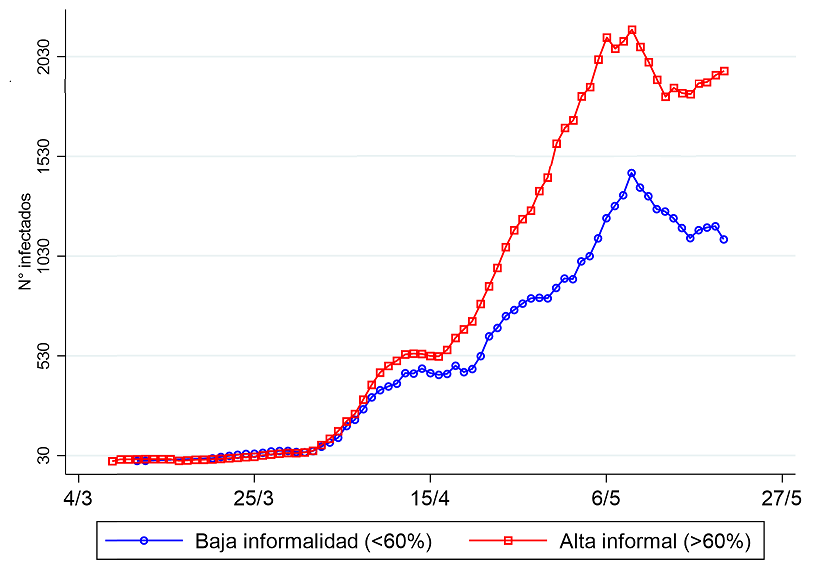 2030
1530
1030
530
30
N° infectados
4/3 25/3 15/4 6/5 27/5
Baja informalidad (<60%) Alta informal (>60%)